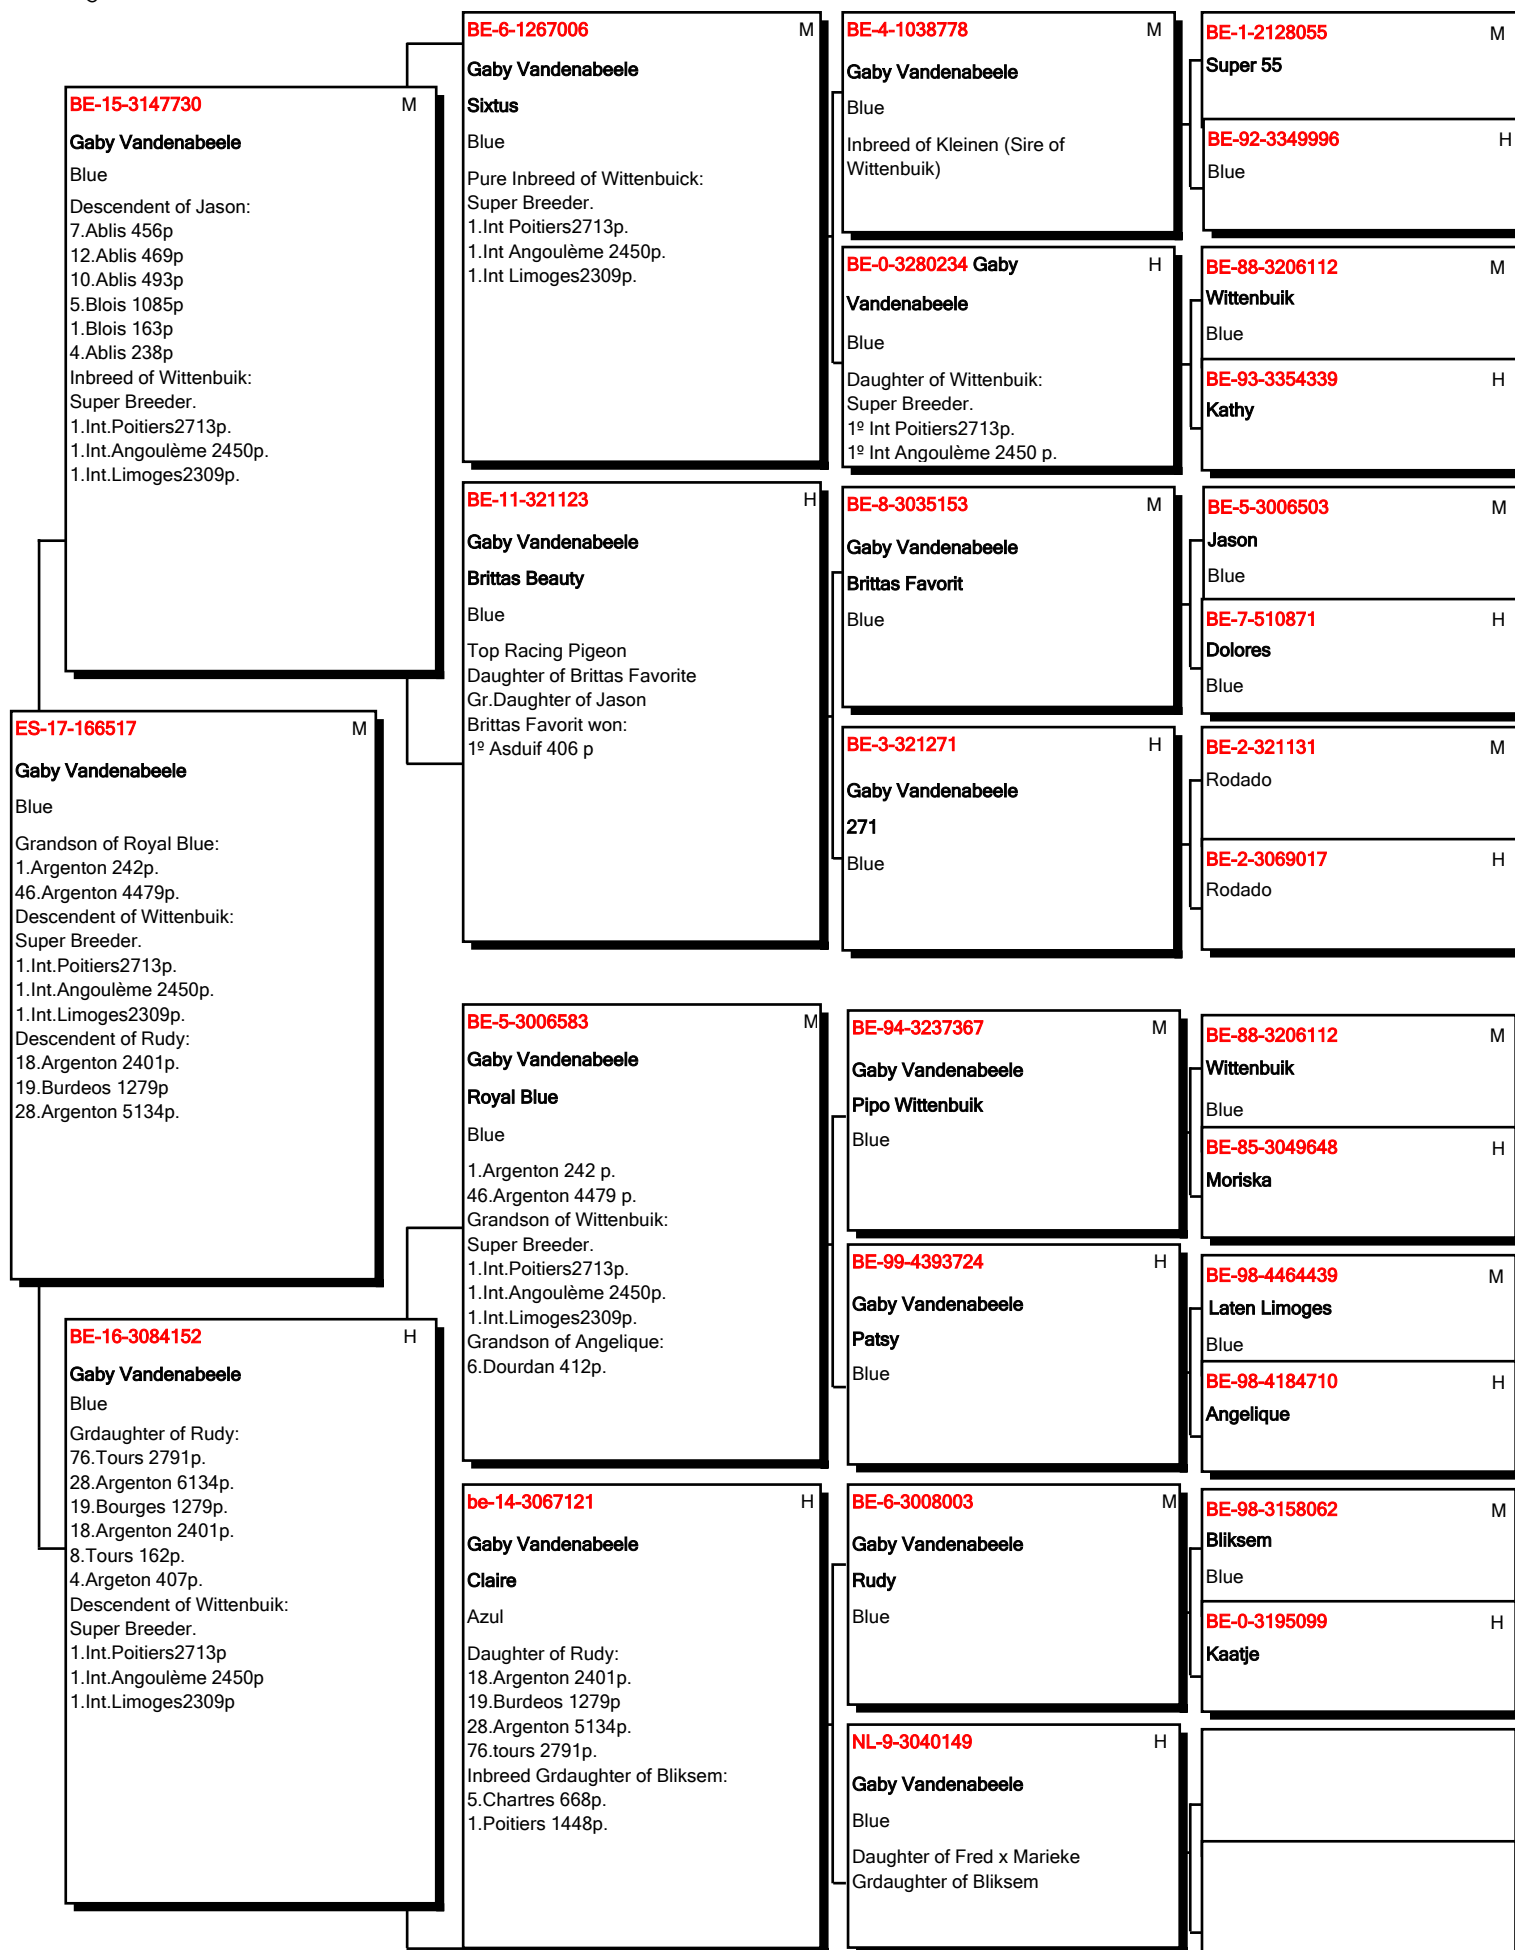 BE-15-3147730 M
Gaby Vandenabeele
Blue
Descendent of Jason:
7.Ablis 456p
12.Ablis 469p
10.Ablis 493p
5.Blois 1085p
1.Blois 163p
4.Ablis 238p
Inbreed of Wittenbuik:
Super Breeder.
1.Int.Poitiers2713p.
1.Int.Angoulème 2450p.
1.Int.Limoges2309p.
ES-17-166517 M
Gaby Vandenabeele
Blue
Grandson of Royal Blue:
1.Argenton 242p.
46.Argenton 4479p.
Descendent of Wittenbuik:
Super Breeder.
1.Int.Poitiers2713p.
1.Int.Angoulème 2450p.
1.Int.Limoges2309p.
Descendent of Rudy:
18.Argenton 2401p.
19.Burdeos 1279p
28.Argenton 5134p.
BE-16-3084152 H
Gaby Vandenabeele
Blue
Grdaughter of Rudy:
76.Tours 2791p.
28.Argenton 6134p.
19.Bourges 1279p.
18.Argenton 2401p.
8.Tours 162p.
4.Argeton 407p.
Descendent of Wittenbuik:
Super Breeder.
1.Int.Poitiers2713p
1.Int.Angoulème 2450p
1.Int.Limoges2309p
BE-6-1267006 M
Gaby Vandenabeele
Sixtus
Blue
Pure Inbreed of Wittenbuick:
Super Breeder.
1.Int Poitiers2713p.
1.Int Angoulème 2450p.
1.Int Limoges2309p.
BE-11-321123 H
Gaby Vandenabeele
Brittas Beauty
Blue
Top Racing Pigeon
Daughter of Brittas Favorite
Gr.Daughter of Jason
Brittas Favorit won:
1º Asduif 406 p
BE-5-3006583 M
Gaby Vandenabeele
Royal Blue
Blue
1.Argenton 242 p.
46.Argenton 4479 p.
Grandson of Wittenbuik:
Super Breeder.
1.Int.Poitiers2713p.
1.Int.Angoulème 2450p.
1.Int.Limoges2309p.
Grandson of Angelique:
6.Dourdan 412p.
be-14-3067121 H
Gaby Vandenabeele
Claire
Azul
Daughter of Rudy:
18.Argenton 2401p.
19.Burdeos 1279p
28.Argenton 5134p.
76.tours 2791p.
Inbreed Grdaughter of Bliksem:
5.Chartres 668p.
1.Poitiers 1448p.
BE-4-1038778 M
Gaby Vandenabeele
Blue
Inbreed of Kleinen (Sire of
Wittenbuik)
BE-0-3280234 Gaby H
Vandenabeele
Blue
Daughter of Wittenbuik:
Super Breeder.
1º Int Poitiers2713p.
1º Int Angoulème 2450 p.
BE-8-3035153 M
Gaby Vandenabeele
Brittas Favorit
Blue
BE-3-321271 H
Gaby Vandenabeele
271
Blue
BE-94-3237367 M
Gaby Vandenabeele
Pipo Wittenbuik
Blue
BE-99-4393724 H
Gaby Vandenabeele
Patsy
Blue
BE-6-3008003 M
Gaby Vandenabeele
Rudy
Blue
NL-9-3040149 H
Gaby Vandenabeele
Blue
Daughter of Fred x Marieke
Grdaughter of Bliksem
BE-1-2128055 M
Super 55
BE-92-3349996 H
Blue
BE-88-3206112 M
Wittenbuik
Blue
BE-93-3354339 H
Kathy
BE-5-3006503 M
Jason
Blue
BE-7-510871 H
Dolores
Blue
BE-2-321131 M
Rodado
BE-2-3069017 H
Rodado
BE-88-3206112 M
Wittenbuik
Blue
BE-85-3049648 H
Moriska
BE-98-4464439 M
Laten Limoges
Blue
BE-98-4184710 H
Angelique
BE-98-3158062 M
Bliksem
Blue
BE-0-3195099 H
Kaatje